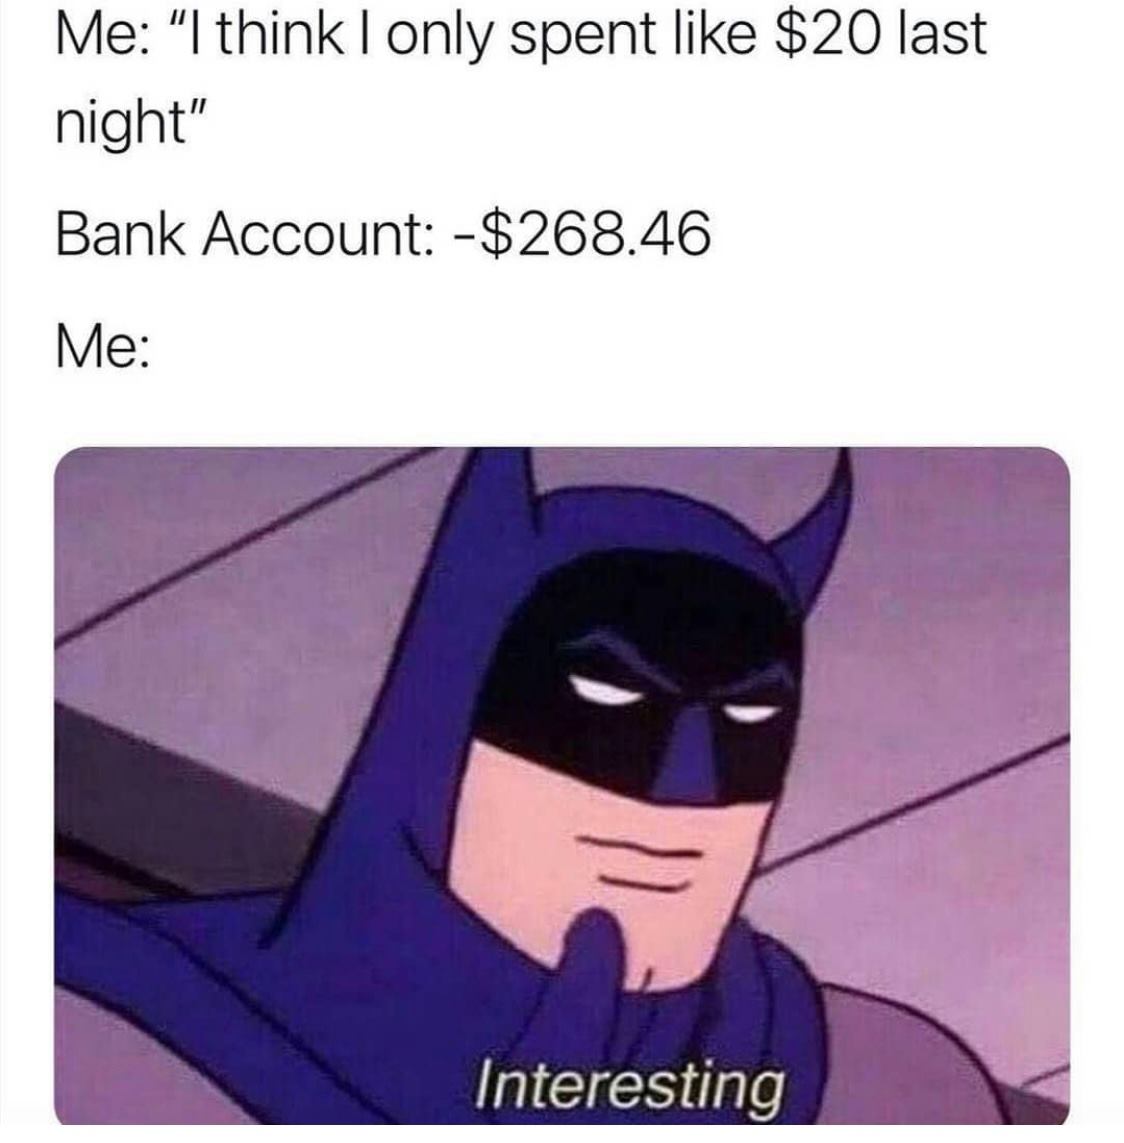 Me: "I think I only spent like $20 last
night"
Bank Account: -$268.46
Me:
Interesting